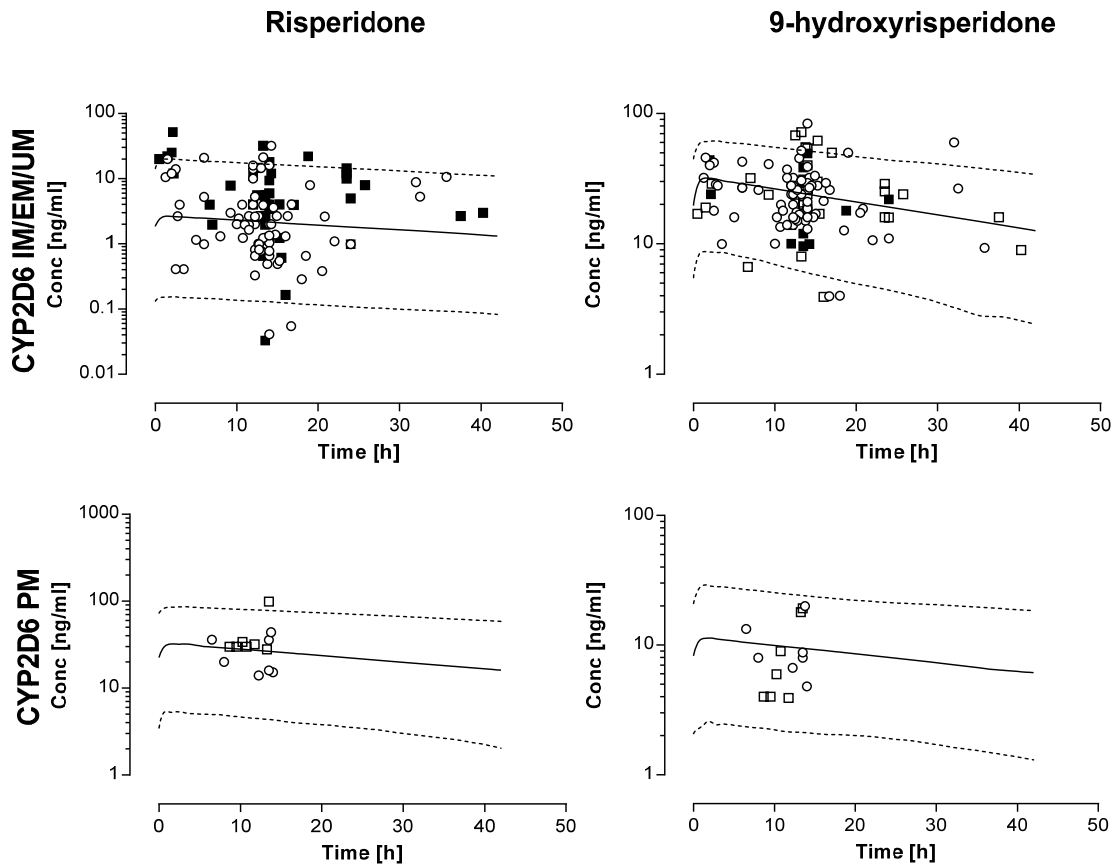 Risperidone
9-hydroxyrisperidone
CYP2D6 IM/EM/UM
Conc [ng/ml]
100
10
1
0.1
0.01
0 10 20 30 40 50
Time [h]
Conc [ng/ml]
100
10
1
0 10 20 30 40 50
Time [h]
CYP2D6 PM
Conc [ng/ml]
1000
100
10
1
0 10 20 30 40 50
Time [h]
Conc [ng/ml]
100
10
1
0 10 20 30 40 50
Time [h]